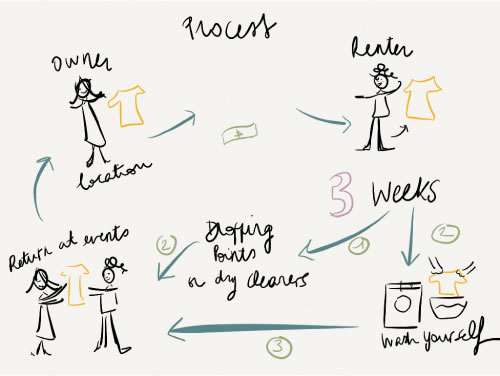 Process
Owner
Renter
location
3 Weeks
2
Dropping
Points
or dry cleaners
1
2
Return at events
Wash yourself
3